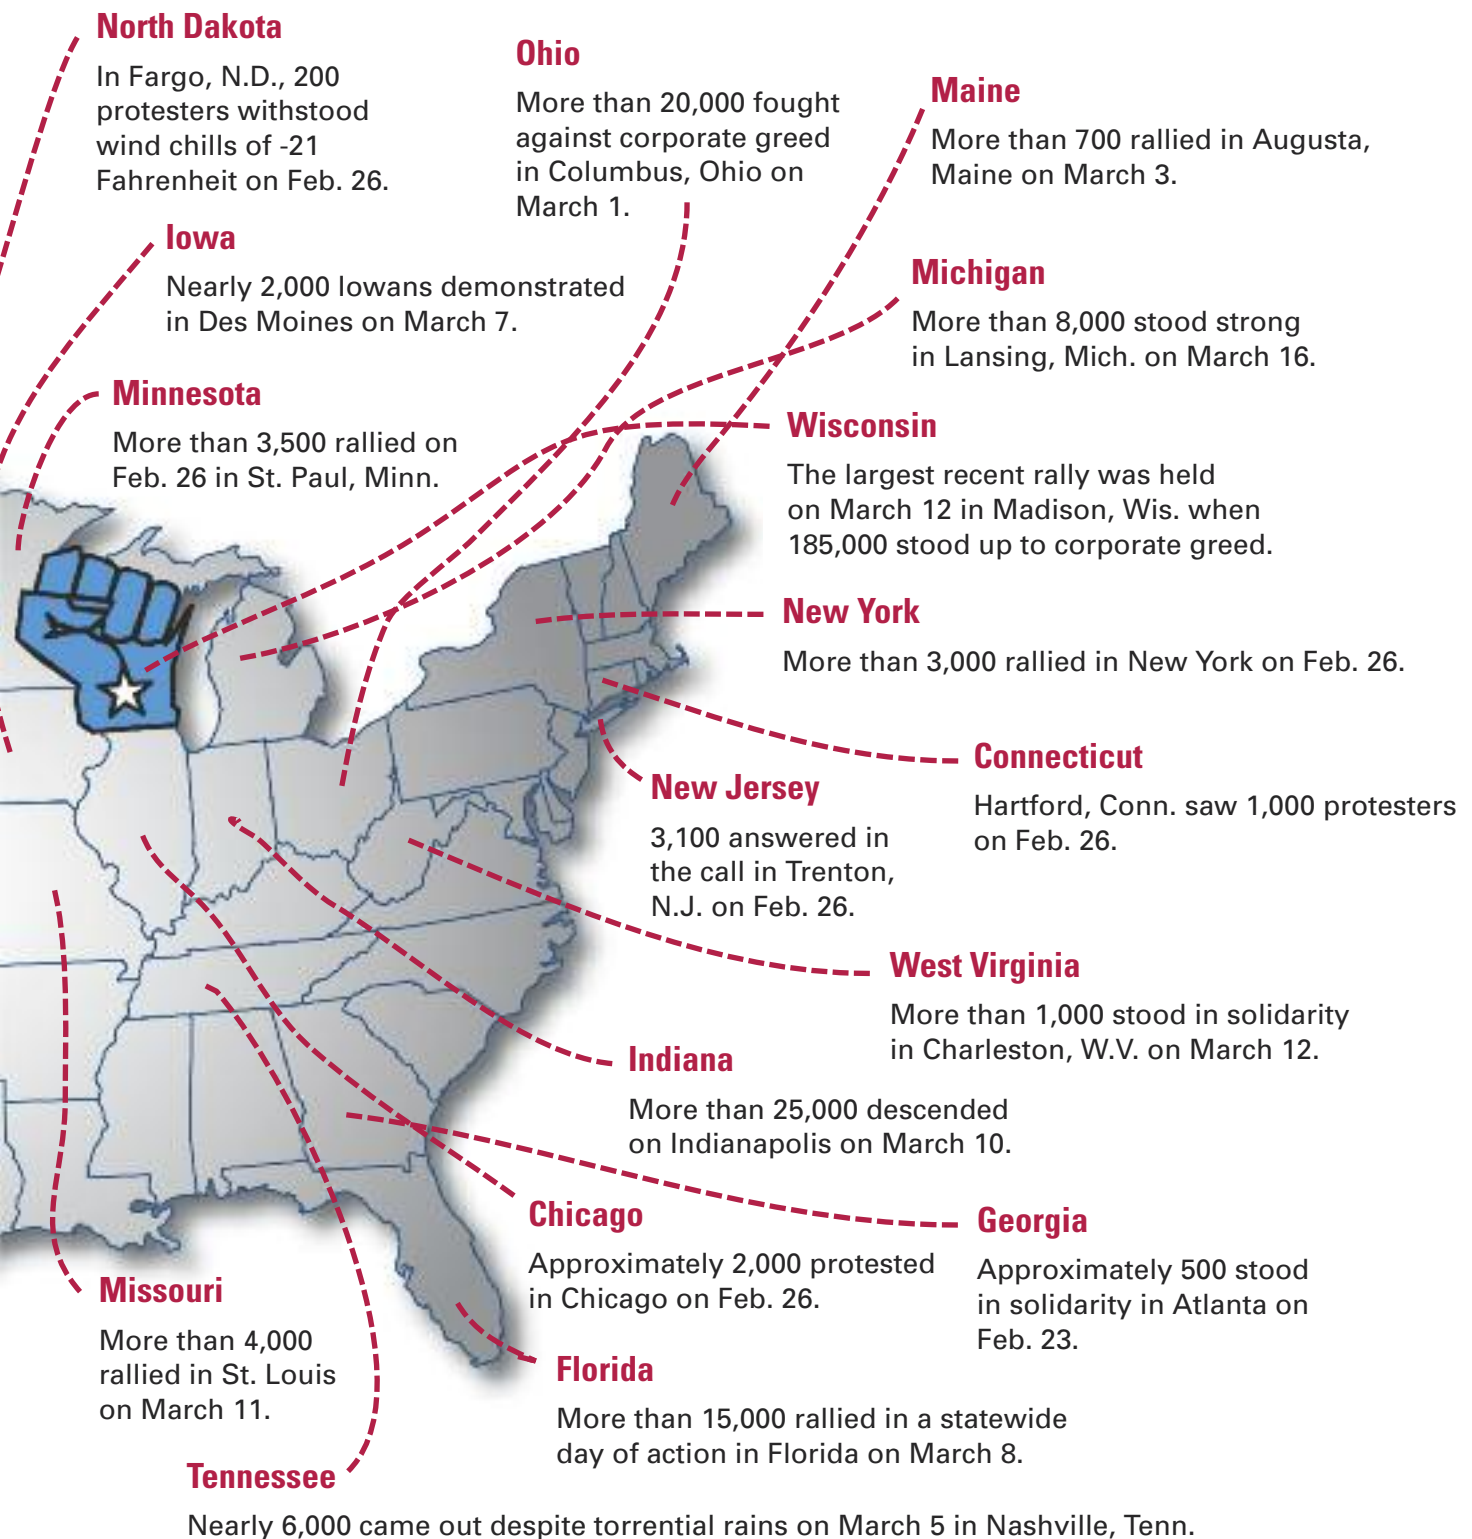 North Dakota
In Fargo, N.D., 200
protesters withstood
wind chills of -21
Fahrenheit on Feb. 26.
Ohio
More than 20,000 fought
against corporate greed
in Columbus, Ohio on
March 1.
Maine
More than 700 rallied in Augusta,
Maine on March 3.
Iowa
Nearly 2,000 Iowans demonstrated
in Des Moines on March 7.
Michigan
More than 8,000 stood strong
in Lansing, Mich. on March 16.
Minnesota
More than 3,500 rallied on
Feb. 26 in St. Paul, Minn.
Wisconsin
The largest recent rally was held
on March 12 in Madison, Wis. when
185,000 stood up to corporate greed.
New York
More than 3,000 rallied in New York on Feb. 26.
Connecticut
Hartford, Conn. saw 1,000 protesters
on Feb. 26.
New Jersey
3,100 answered in
the call in Trenton,
N.J. on Feb. 26.
West Virginia
More than 1,000 stood in solidarity
in Charleston, W.V. on March 12.
Indiana
More than 25,000 descended
on Indianapolis on March 10.
Chicago
Approximately 2,000 protested
in Chicago on Feb. 26.
Georgia
Approximately 500 stood
in solidarity in Atlanta on
Feb. 23.
Missouri
More than 4,000
rallied in St. Louis
on March 11.
Florida
More than 15,000 rallied in a statewide
day of action in Florida on March 8.
Tennessee
Nearly 6,000 came out despite torrential rains on March 5 in Nashville, Tenn.